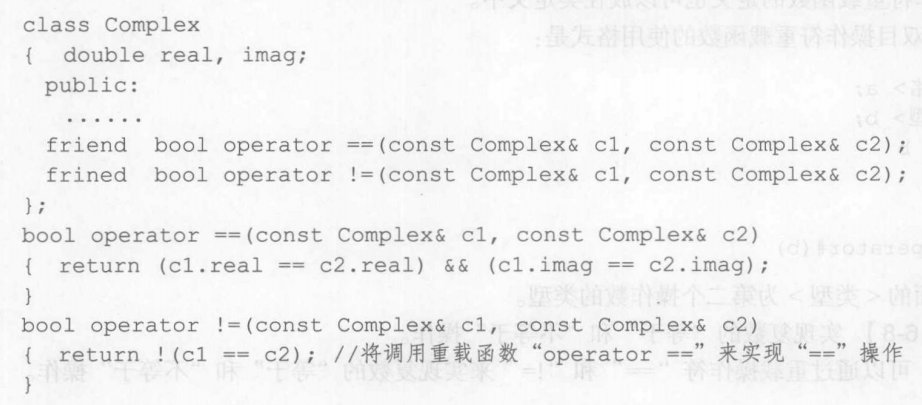 class Complex
{ double real, imag;
public:
......
friend bool operator ==(const Complex& c1, const Complex& c2);
frined bool operator !=(const Complex& c1, const Complex& c2);
};
bool operator ==(const Complex& c1, const Complex& c2)
{ return (c1.real == c2.real) && (c1.imag == c2.imag);
}
bool operator !=(const Complex& c1, const Complex& c2)
{ return !(c1 == c2); //将调用重载函数“operator ==”来实现“==”操作
}